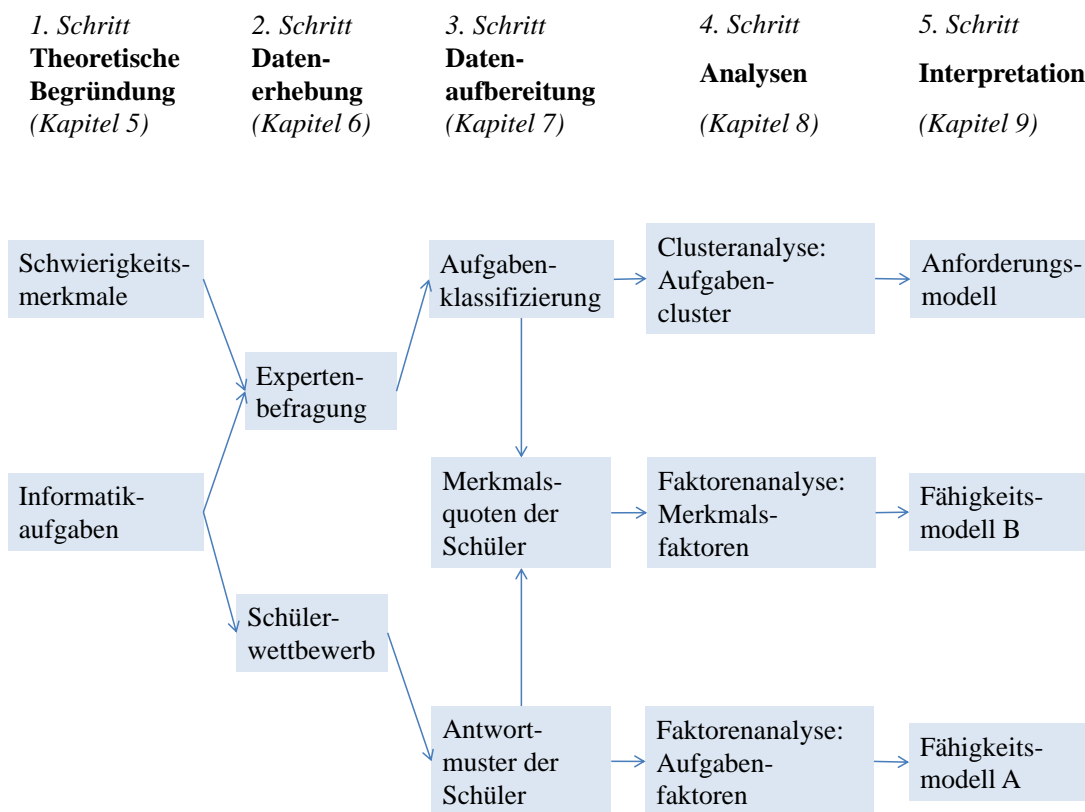 1. Schritt
Theoretische
Begründung
(Kapitel 5)
2. Schritt
Daten-
erhebung
(Kapitel 6)
3. Schritt
Daten-
aufbereitung
(Kapitel 7)
4. Schritt
Analysen
(Kapitel 8)
5. Schritt
Interpretation
(Kapitel 9)
Schwierigkeits-
merkmale
Informatik-
aufgaben
Experten-
befragung
Schüler-
wettbewerb
Aufgaben-
klassifizierung
Merkmals-
quoten der
Schüler
Antwort-
muster der
Schüler
Clusteranalyse:
Aufgaben-
cluster
Faktorenanalyse:
Merkmals-
faktoren
Faktorenanalyse:
Aufgaben-
faktoren
Anforderungs-
modell
Fähigkeits-
modell B
Fähigkeits-
modell A